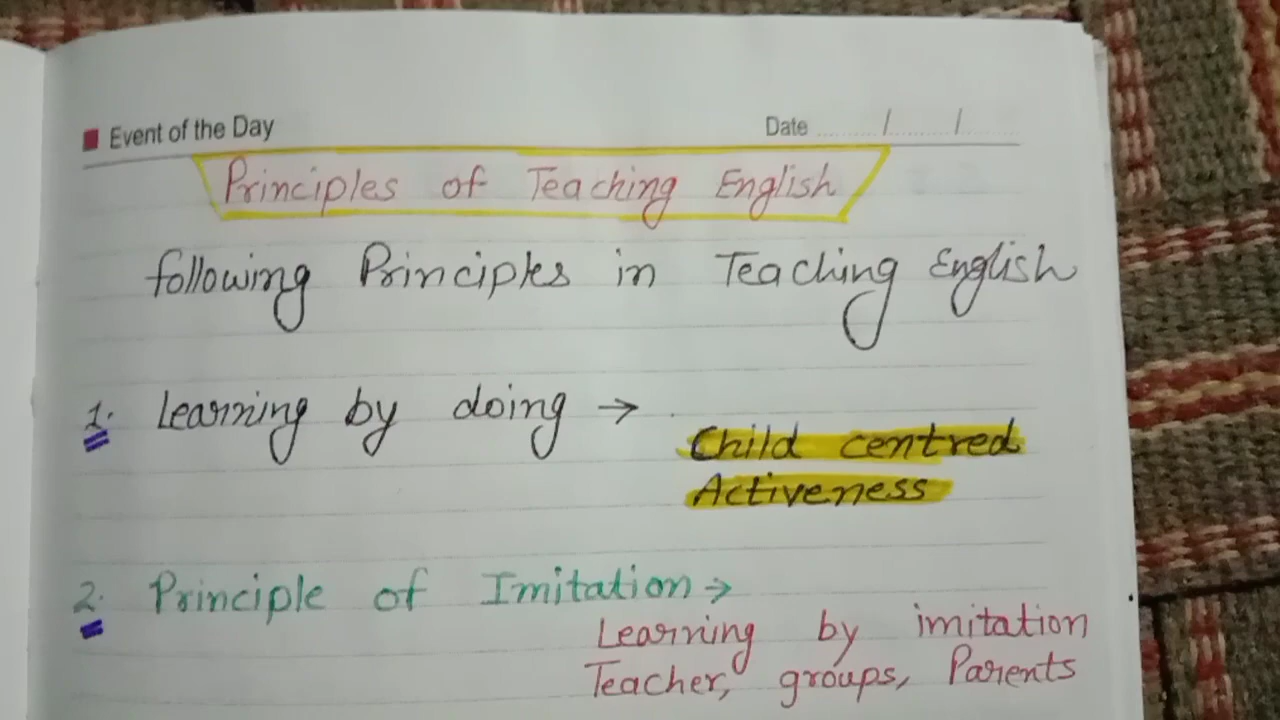 Event of the Day
Date ......../......../........
Principles of Teaching English
following Principles in Teaching English
1. Learning by doing →
Child centred
Activeness
2. Principle of Imitation →
Learning by imitation
Teacher, groups, Parents